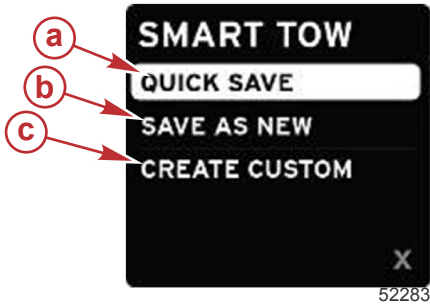 SMART TOW
a
QUICK SAVE
b
SAVE AS NEW
c
CREATE CUSTOM
X
52283